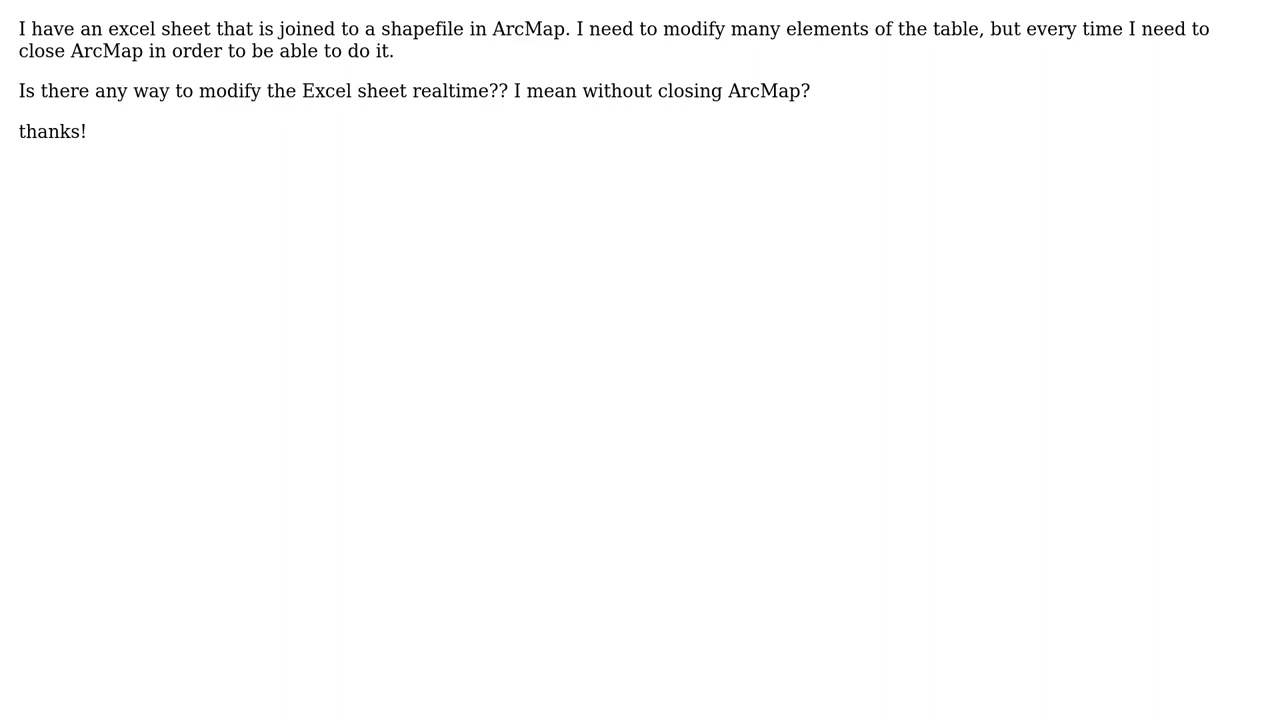 I have an excel sheet that is joined to a shapefile in ArcMap. I need to modify many elements of the table, but every time I need to
close ArcMap in order to be able to do it.
Is there any way to modify the Excel sheet realtime?? I mean without closing ArcMap?
thanks!